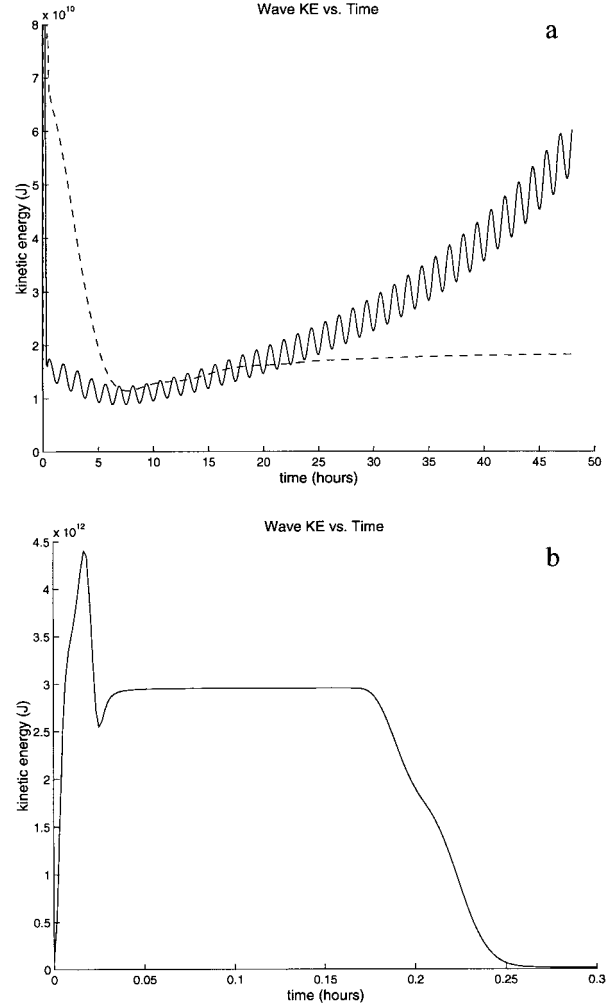 Wave KE vs. Time
x 10^10
a
8
7
6
5
4
3
2
1
0
kinetic energy (J)
0 5 10 15 20 25 30 35 40 45 50
time (hours)
Wave KE vs. Time
x 10^12
b
4.5
4
3.5
3
2.5
2
1.5
1
0.5
0
kinetic energy (J)
0 0.05 0.1 0.15 0.2 0.25 0.3
time (hours)